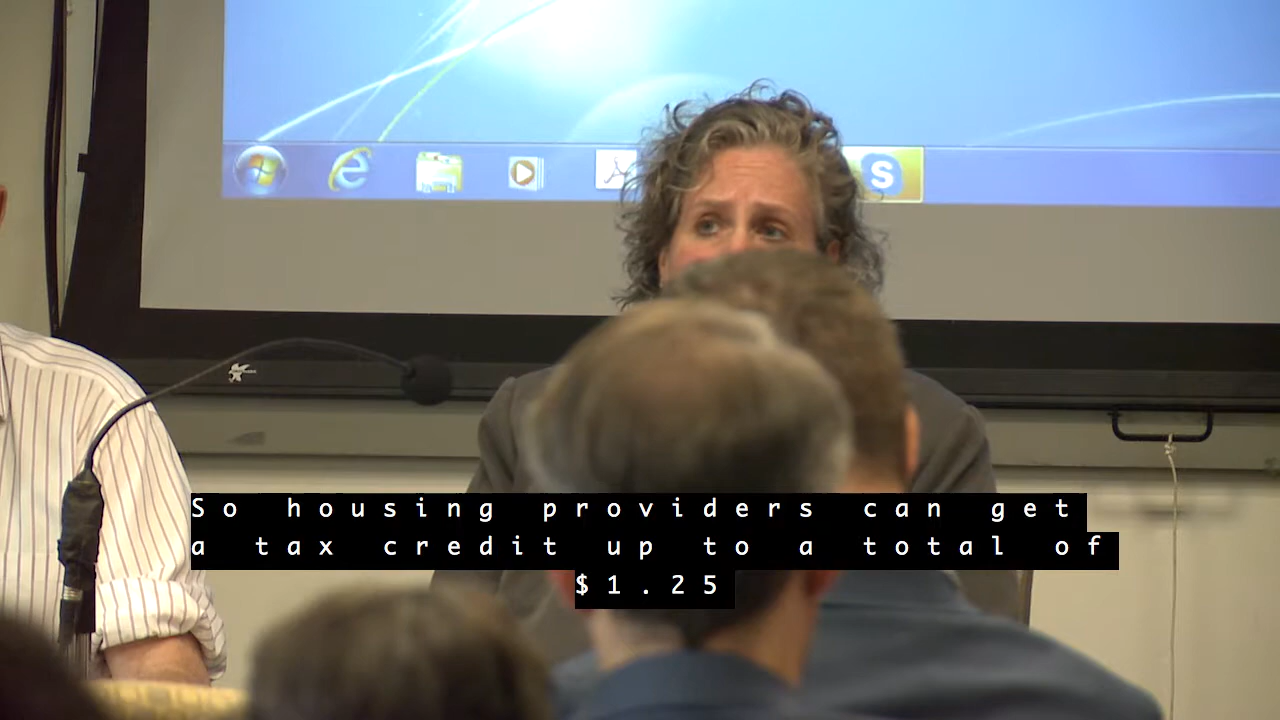 S
So housing providers can get
a tax credit up to a total of
$1.25